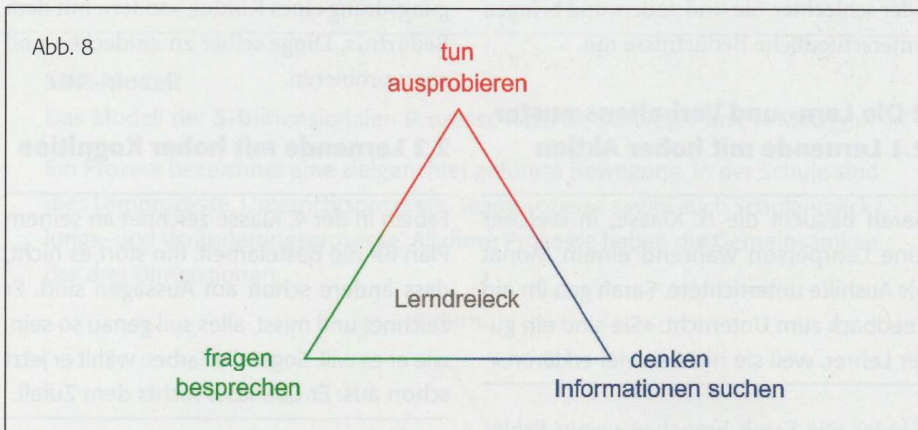 Abb. 8
tun
ausprobieren
Lerndreieck
fragen
besprechen
denken
Informationen suchen